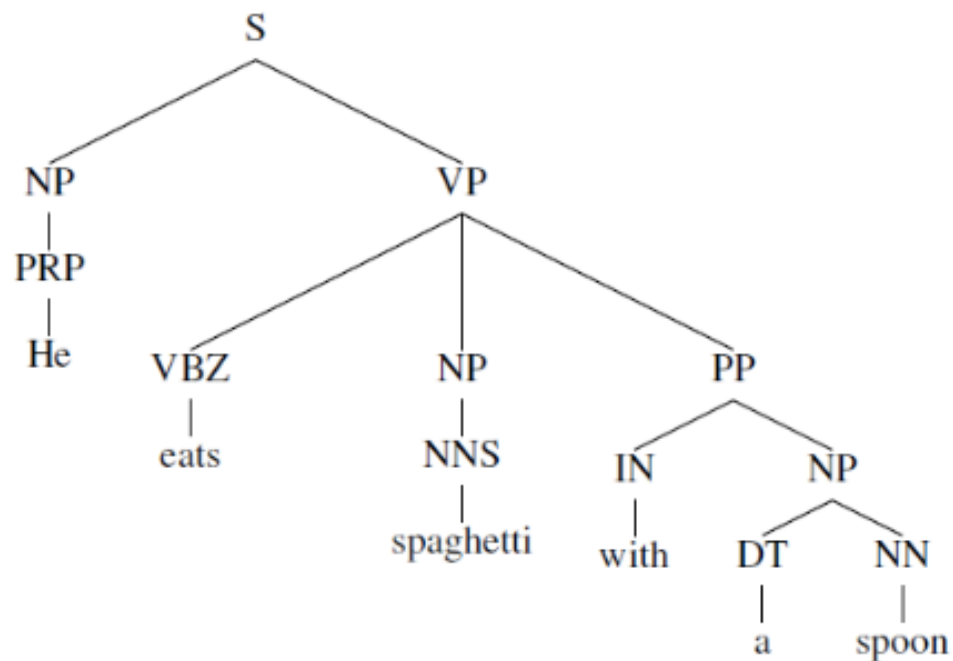 S
NP VP
PRP
He VBZ NP PP
eats NNS IN NP
spaghetti with DT NN
a spoon